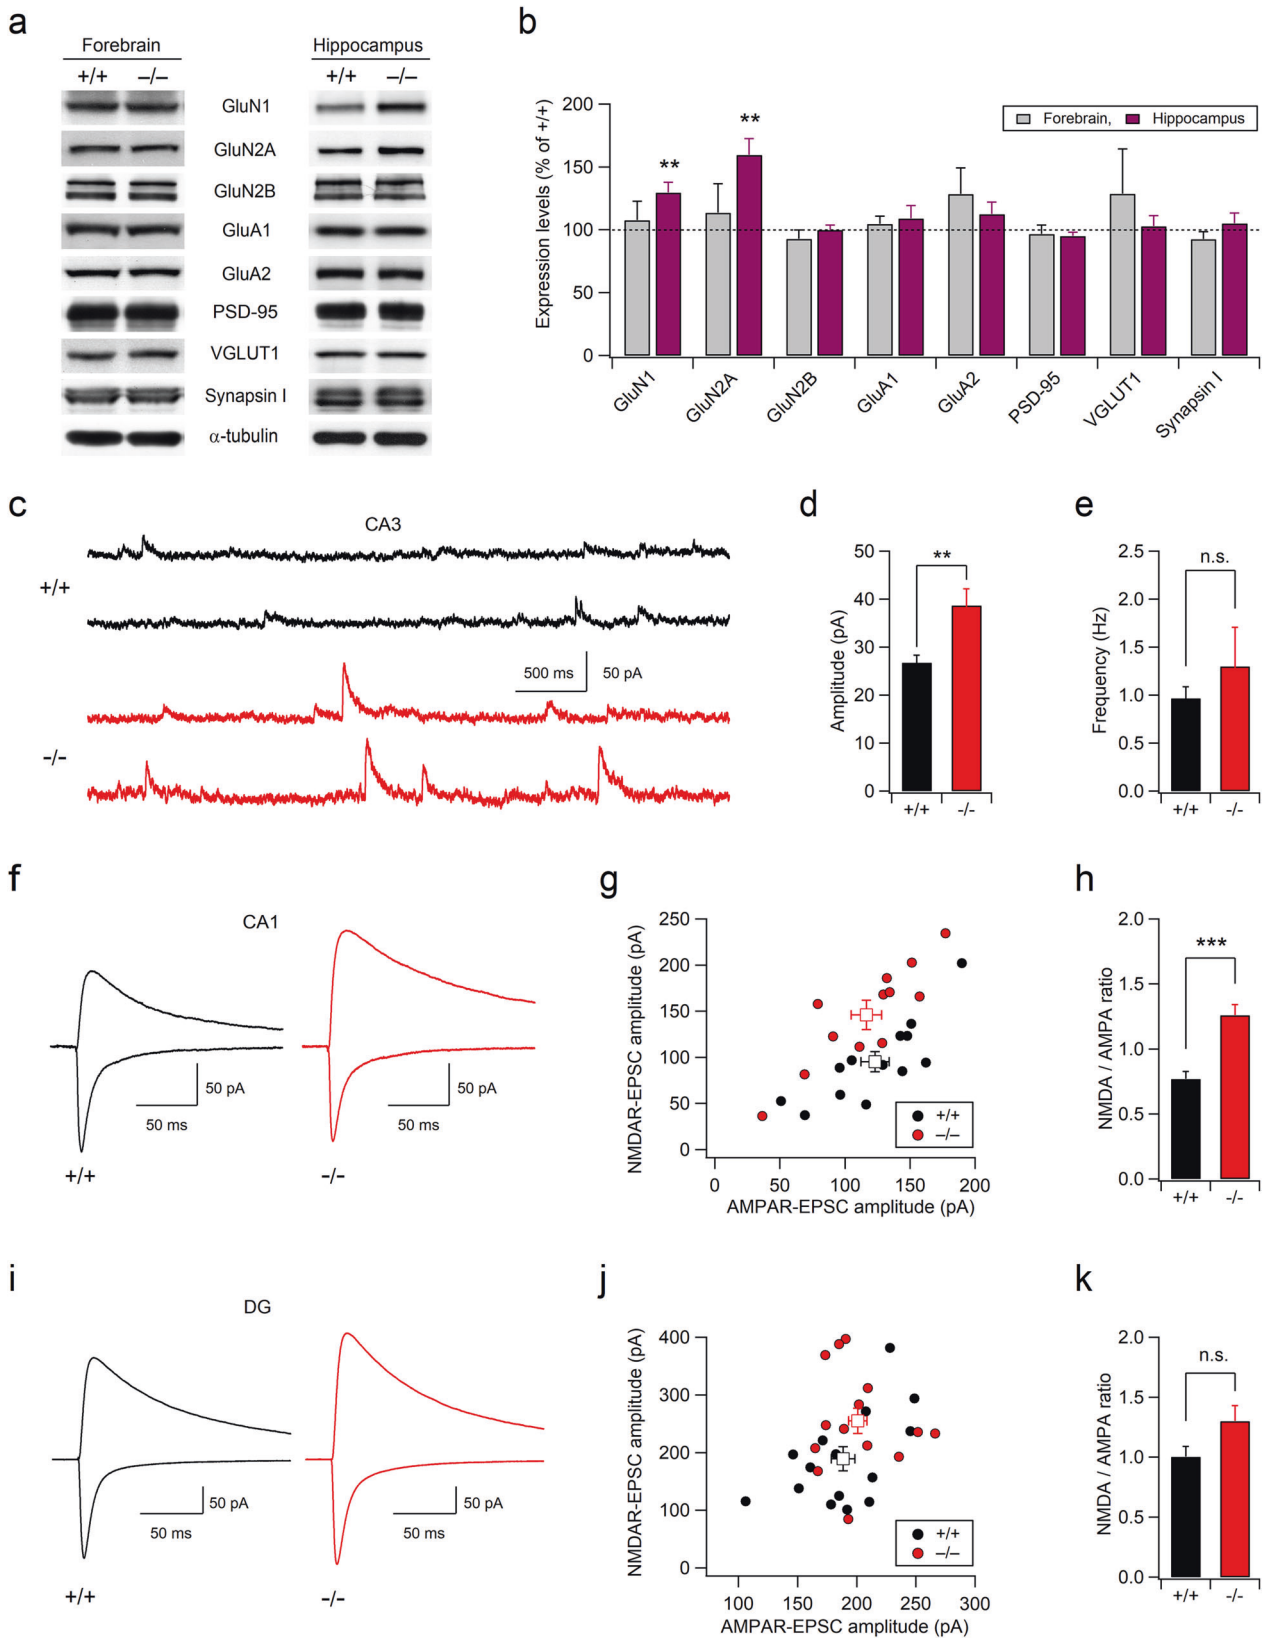 a
Forebrain
Hippocampus
+/+
–/–
+/+
–/–
GluN1
GluN2A
GluN2B
GluA1
GluA2
PSD-95
VGLUT1
Synapsin I
α-tubulin
b
Expression levels (% of +/+)
200
150
100
50
0
Forebrain,
Hippocampus
**
**
GluN1
GluN2A
GluN2B
GluA1
GluA2
PSD-95
VGLUT1
Synapsin I
c
CA3
+/+
500 ms
50 pA
–/–
d
Amplitude (pA)
50
40
30
20
10
0
**
+/+
-/-
e
Frequency (Hz)
2.5
2.0
1.5
1.0
0.5
0.0
n.s.
+/+
-/-
f
CA1
50 pA
50 ms
50 pA
50 ms
+/+
-/-
g
NMDAR-EPSC amplitude (pA)
250
200
150
100
50
0
+/+
–/–
0
50
100
150
200
AMPAR-EPSC amplitude (pA)
h
NMDA / AMPA ratio
2.0
1.5
1.0
0.5
0.0
***
+/+
-/-
i
DG
50 pA
50 ms
50 pA
50 ms
+/+
-/-
j
NMDAR-EPSC amplitude (pA)
400
300
200
100
0
+/+
–/–
100
150
200
250
300
AMPAR-EPSC amplitude (pA)
k
NMDA / AMPA ratio
2.0
1.5
1.0
0.5
0.0
n.s.
+/+
-/-